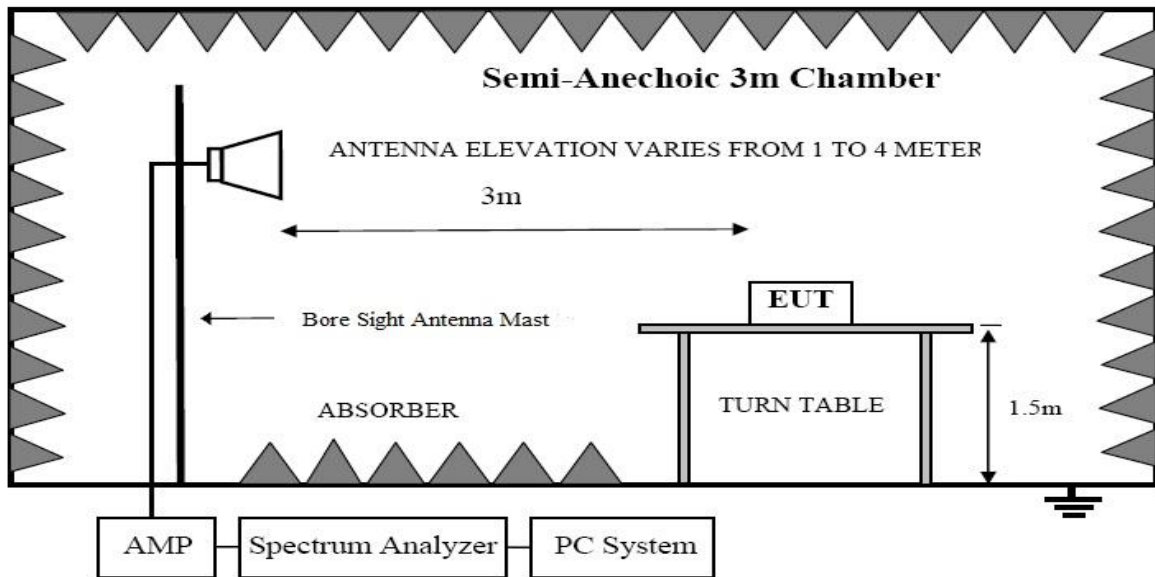 Semi-Anechoic 3m Chamber
ANTENNA ELEVATION VARIES FROM 1 TO 4 METER
3m
EUT
Bore Sight Antenna Mast
ABSORBER
TURN TABLE
1.5m
AMP
Spectrum Analyzer
PC System